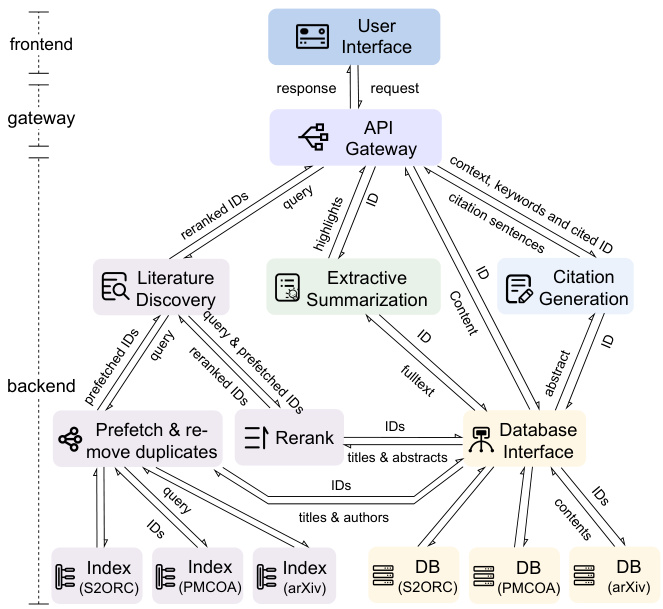 frontend
User
Interface
response
request
gateway
API
Gateway
reranked IDs
query
highlights
ID
ID
Content
context, keywords and cited ID
citation sentences
Literature
Discovery
Extractive
Summarization
Citation
Generation
backend
prefetched IDs
query
query & prefetched IDs
reranked IDs
ID
fulltext
abstract
ID
Prefetch & re-
move duplicates
Rerank
IDs
titles & abstracts
Database
Interface
IDs
titles & authors
query
IDs
IDs
contents
Index
(S2ORC)
Index
(PMCOA)
Index
(arXiv)
DB
(S2ORC)
DB
(PMCOA)
DB
(arXiv)